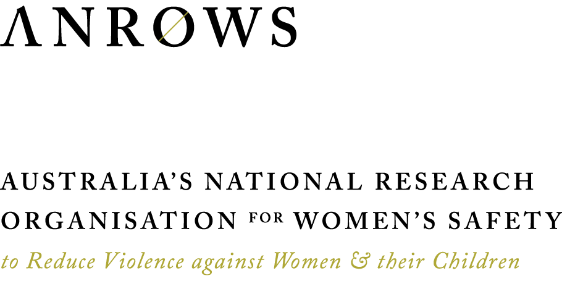 ANROWS
AUSTRALIA’S NATIONAL RESEARCH
ORGANISATION FOR WOMEN’S SAFETY
to Reduce Violence against Women & their Children